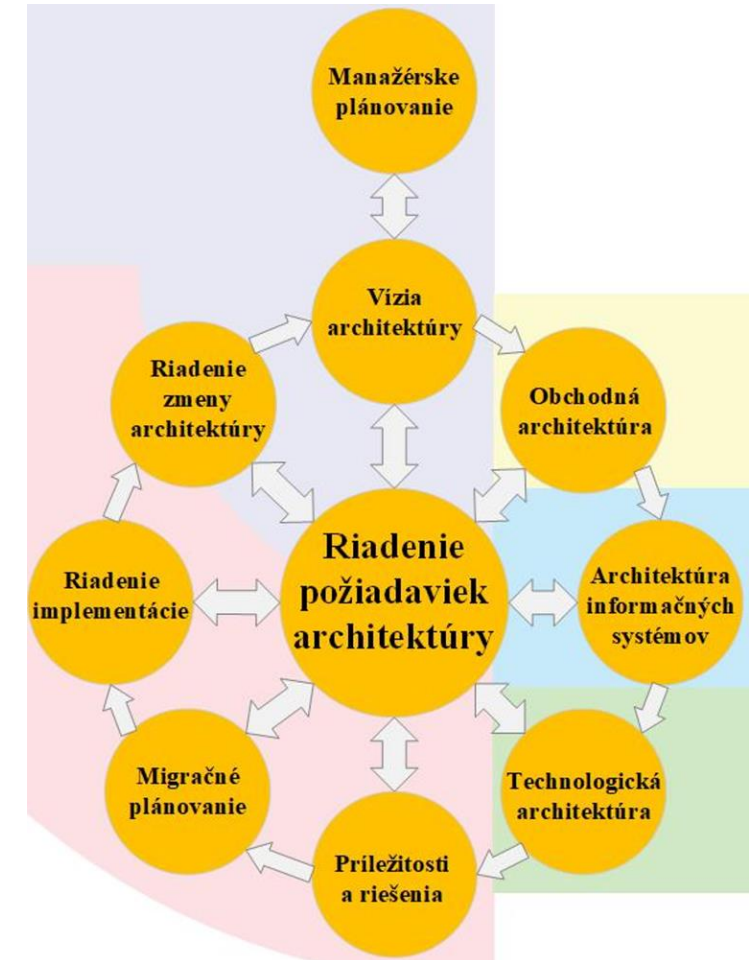 Manažérske
plánovanie
Vízia
architektúry
Riadenie
zmeny
architektúry
Obchodná
architektúra
Riadenie
požiadaviek
architektúry
Riadenie
implementácie
Architektúra
informačných
systémov
Migračné
plánovanie
Technologická
architektúra
Príležitosti
a riešenia